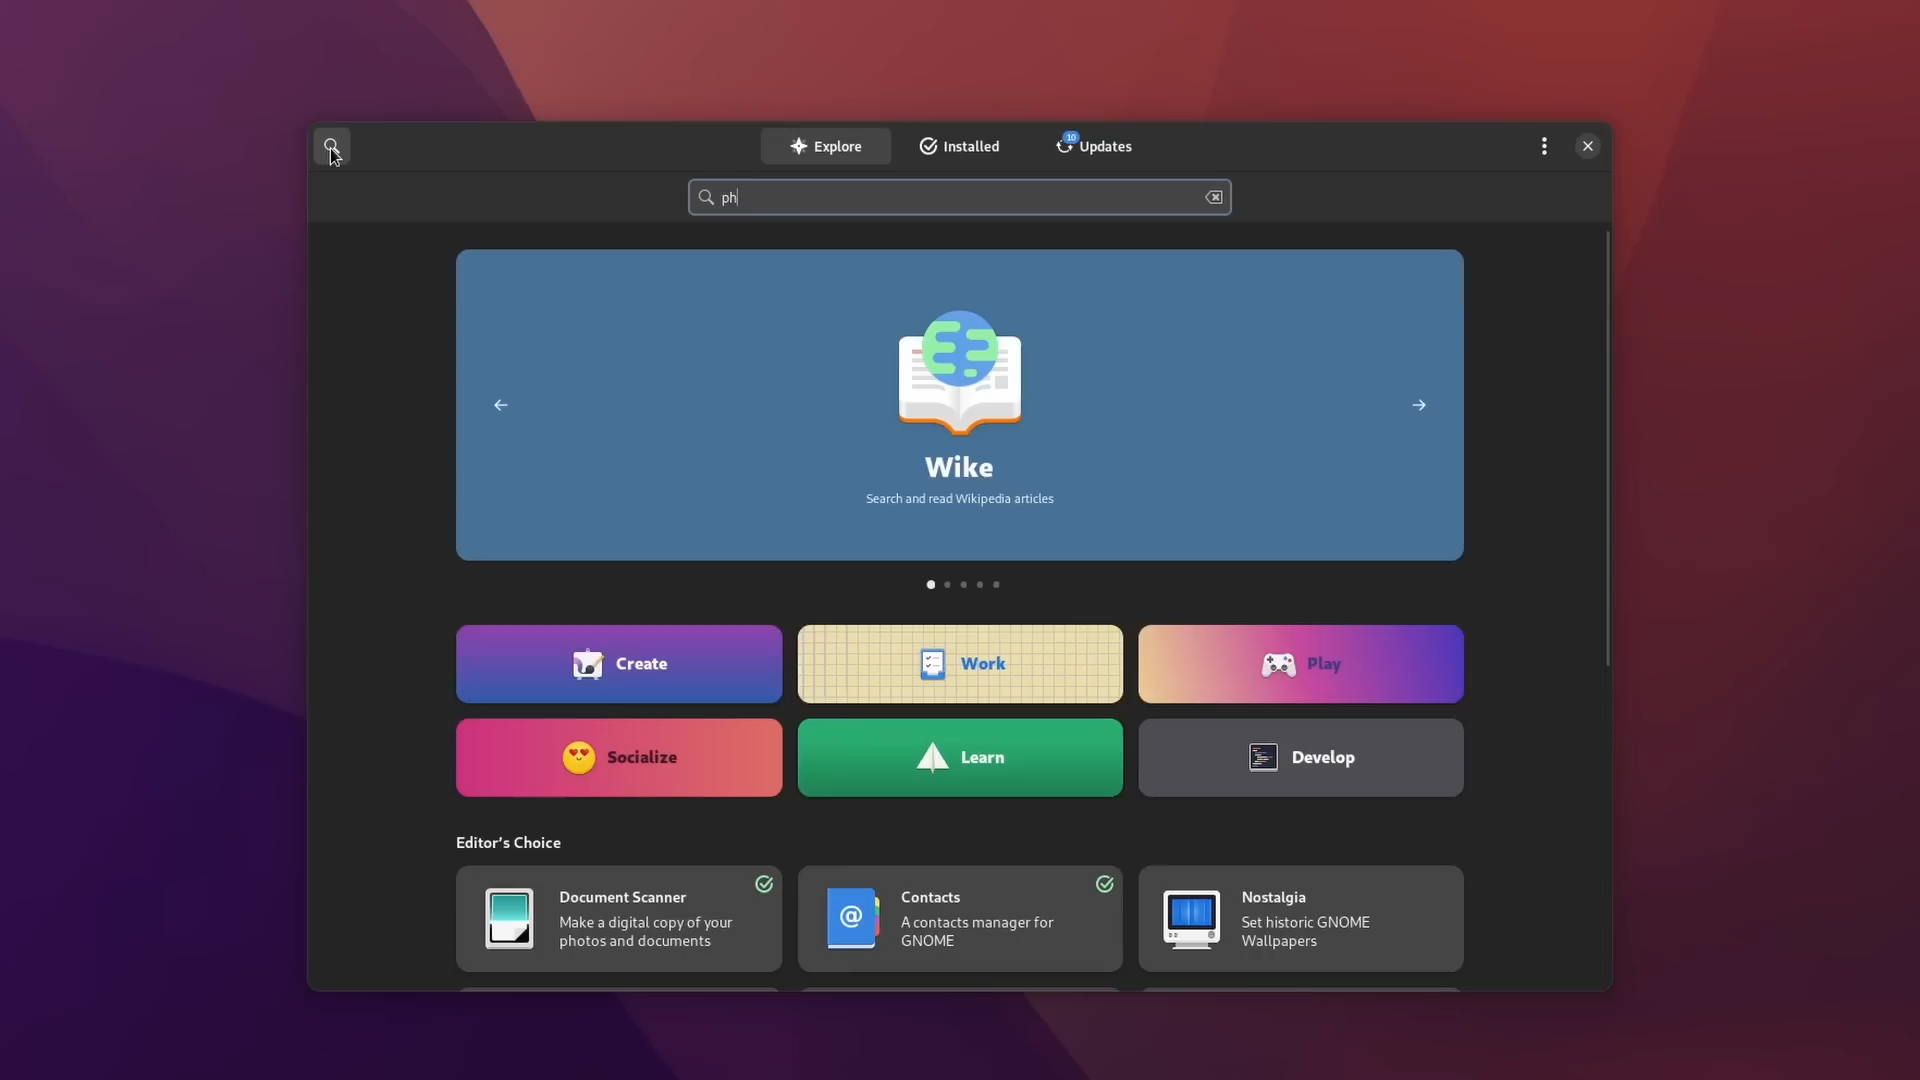 Explore
Installed
10
Updates
ph
Wike
Search and read Wikipedia articles
Create
Work
Play
Socialize
Learn
Develop
Editor’s Choice
Document Scanner
Make a digital copy of your
photos and documents
Contacts
A contacts manager for
GNOME
Nostalgia
Set historic GNOME
Wallpapers